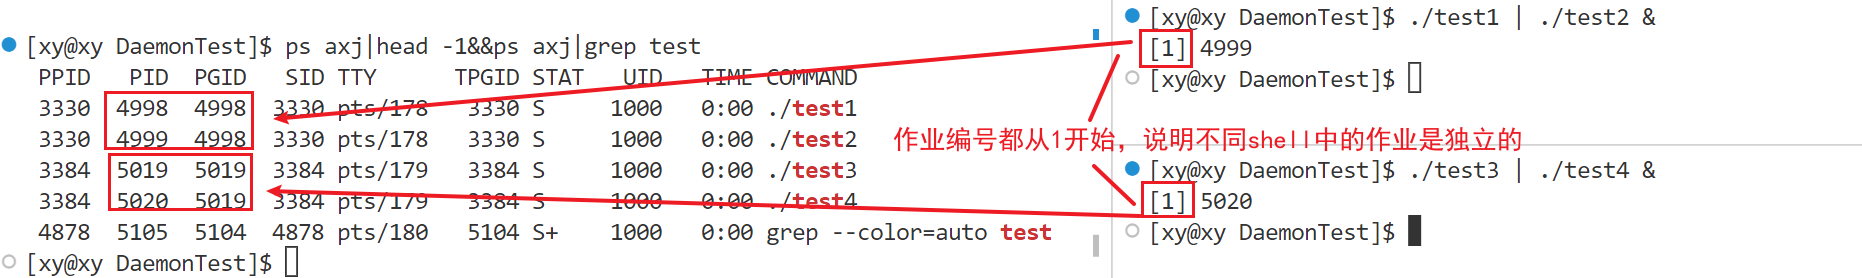 [xy@xy DaemonTest]$ ps axj|head -1&&ps axj|grep test
PPID PID PGID SID TTY TPGID STAT UID TIME COMMAND
3330 4998 4998 3330 pts/178 3330 S 1000 0:00 ./test1
3330 4999 4998 3330 pts/178 3330 S 1000 0:00 ./test2
3384 5019 5019 3384 pts/179 3384 S 1000 0:00 ./test3
3384 5020 5019 3384 pts/179 3384 S 1000 0:00 ./test4
4878 5105 5104 4878 pts/180 5104 S+ 1000 0:00 grep --color=auto test
[xy@xy DaemonTest]$
[xy@xy DaemonTest]$ ./test1 | ./test2 &
[1] 4999
[xy@xy DaemonTest]$
作业编号都从1开始，说明不同shell中的作业是独立的
[xy@xy DaemonTest]$ ./test3 | ./test4 &
[1] 5020
[xy@xy DaemonTest]$